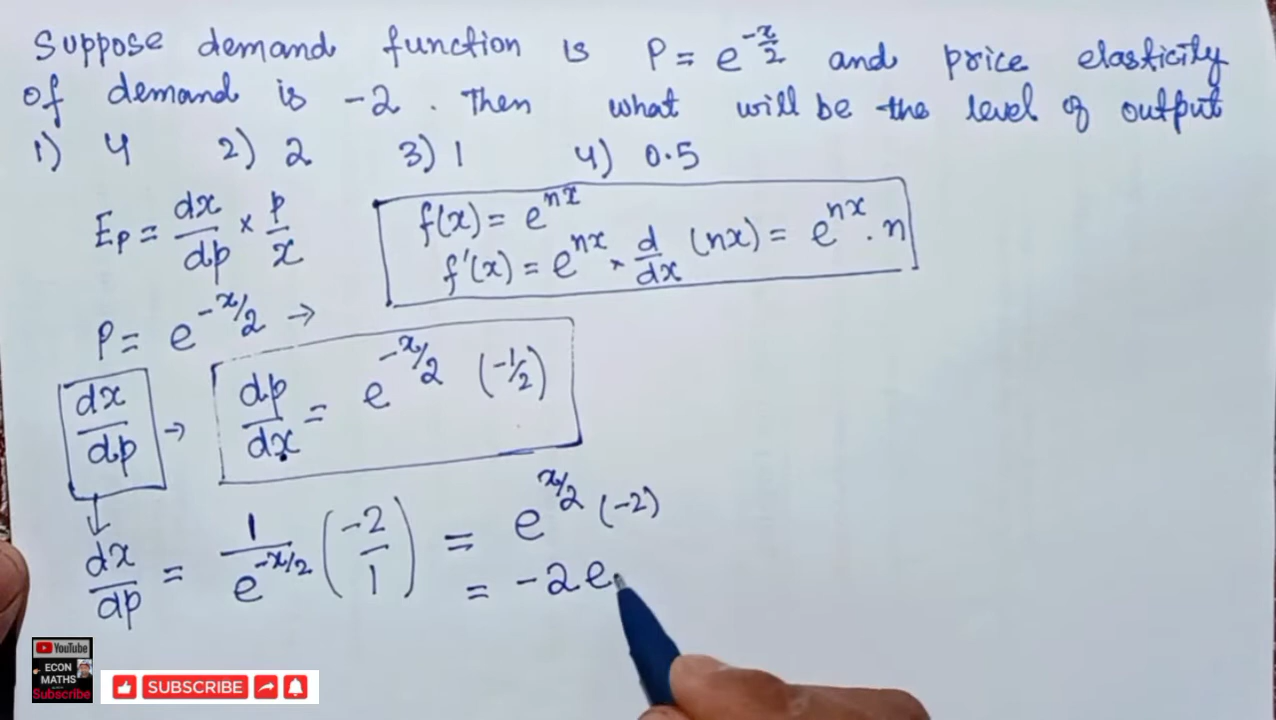 Suppose demand function is P = e^{-x/2} and price elasticity
of demand is -2. Then what will be the level of output
1) 4 2) 2 3) 1 4) 0.5
Ep = dx/dp × p/x
f(x) = e^{nx}
f'(x) = e^{nx} × d/dx (nx) = e^{nx} . n
P = e^{-x/2} →
dx/dp → dp/dx = e^{-x/2} (-1/2)
↓
dx/dp = 1/e^{-x/2} (-2/1) = e^{x/2} (-2)
= -2e
YouTube
ECON
MATHS
Subscribe
SUBSCRIBE